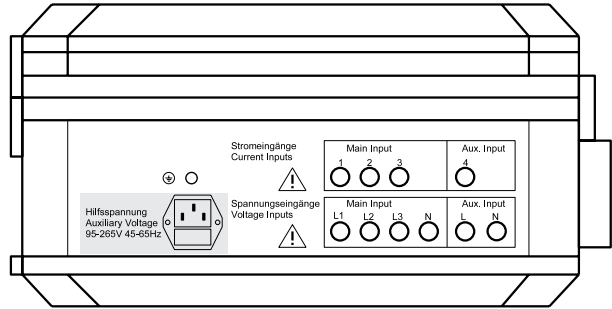 Stromeingänge
Current Inputs
Main Input
Aux. Input
1 2 3 4
Spannungseingänge
Voltage Inputs
Main Input
Aux. Input
L1 L2 L3 N L N
Hilfsspannung
Auxiliary Voltage
95-265V 45-65Hz